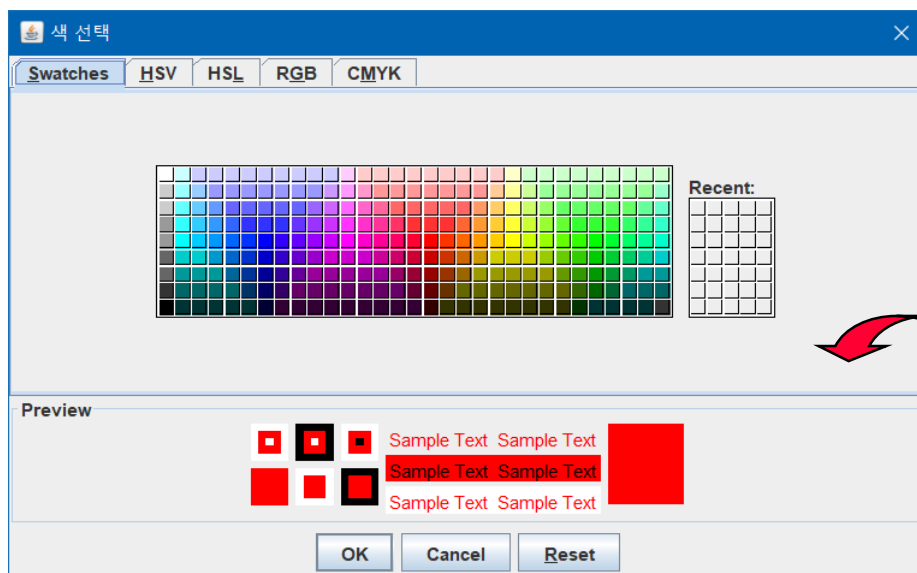 색 선택
Swatches HSV HSL RGB CMYK
Recent:
Preview
Sample Text Sample Text
Sample Text Sample Text
Sample Text Sample Text
OK Cancel Reset